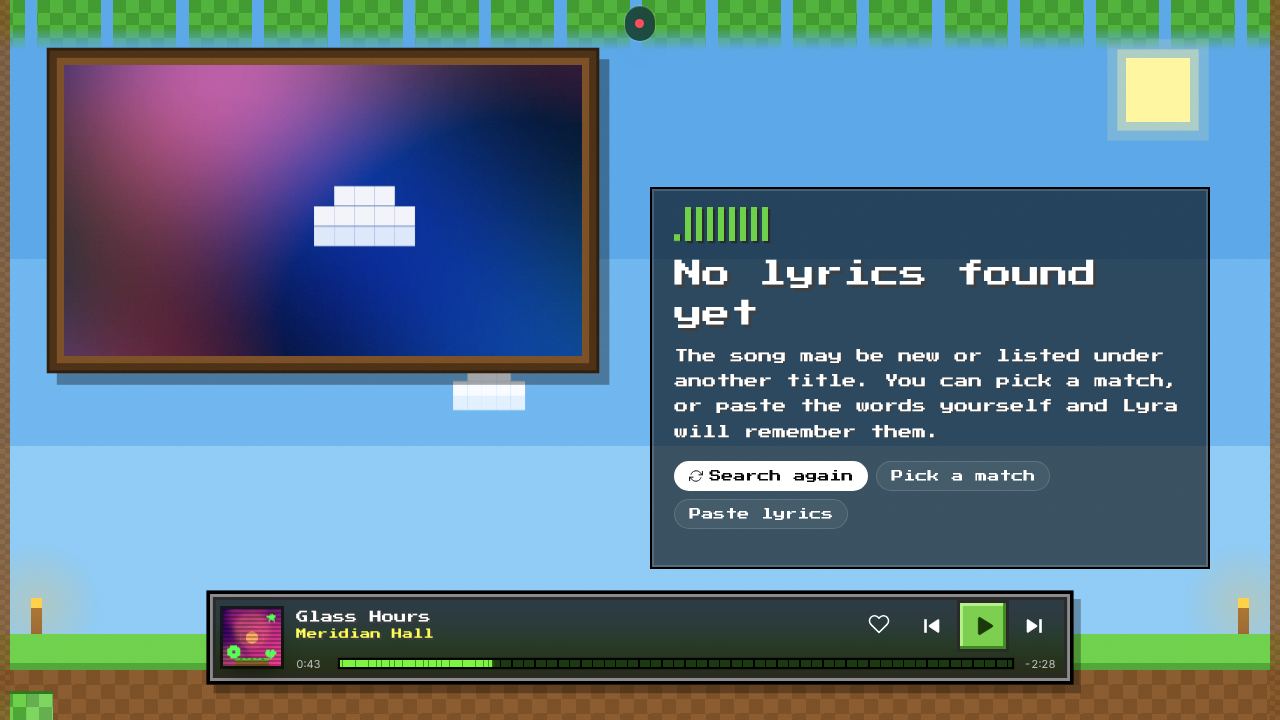 No lyrics found
yet
The song may be new or listed under
another title. You can pick a match,
or paste the words yourself and Lyra
will remember them.
Search again
Pick a match
Paste lyrics
Glass Hours
Meridian Hall
0:43
-2:28